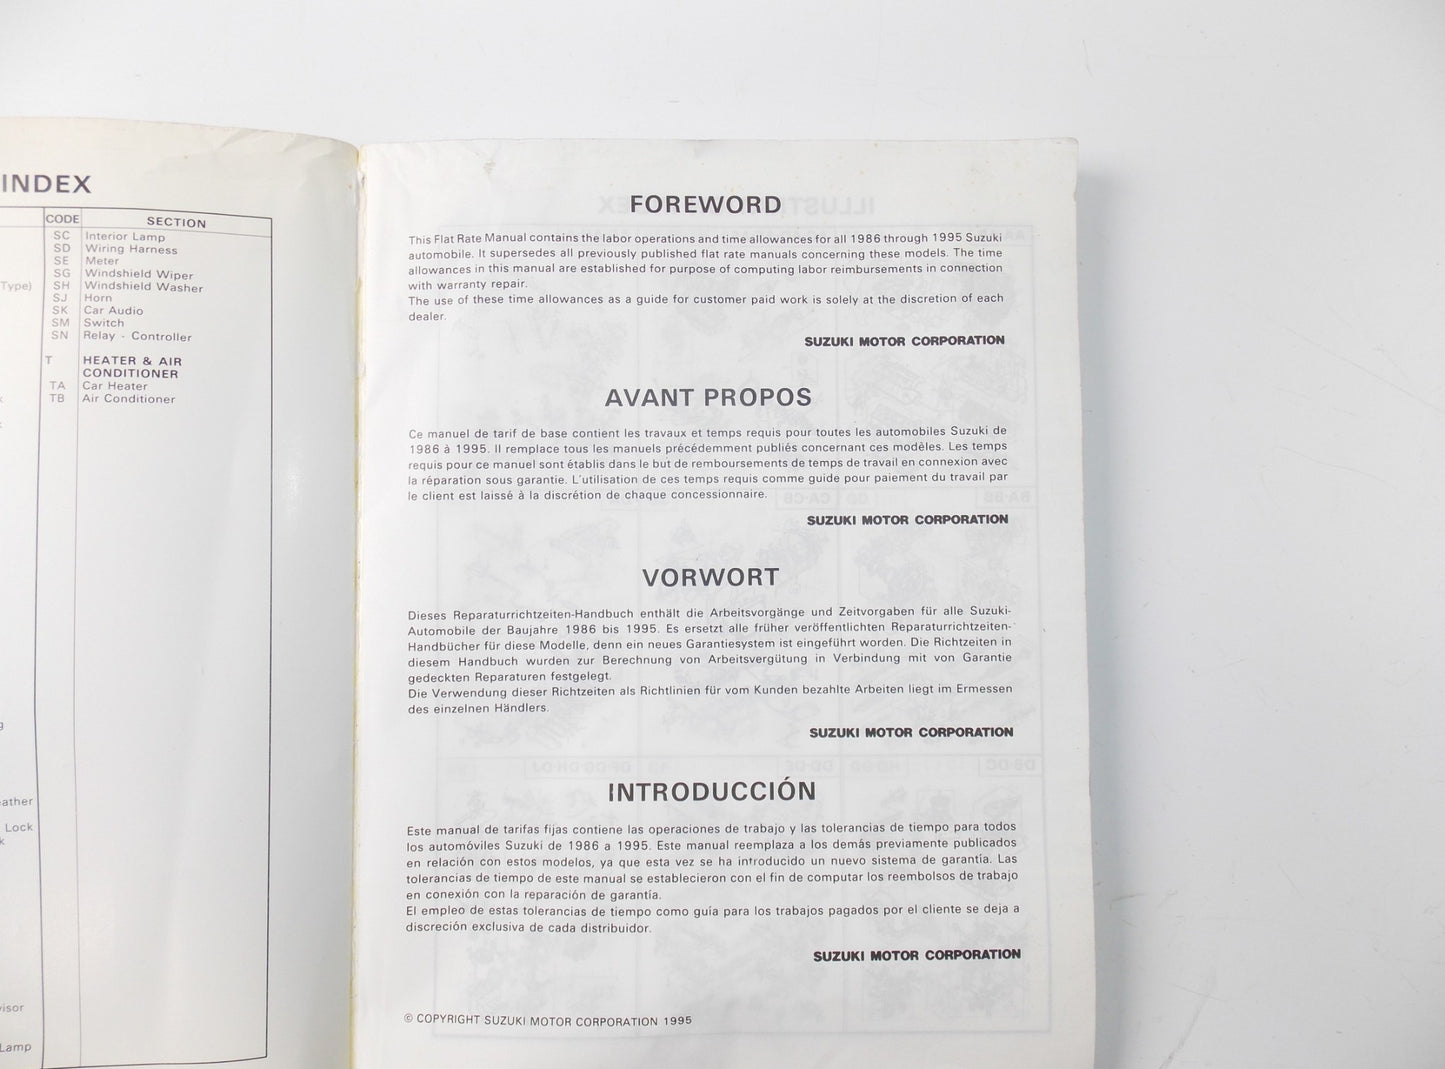 INDEX
CODE SECTION
SC Interior Lamp
SD Wiring Harness
SE Meter
SG Windshield Wiper
Type) SH Windshield Washer
SJ Horn
SK Car Audio
SM Switch
SN Relay - Controller
T HEATER & AIR
CONDITIONER
TA Car Heater
TB Air Conditioner
Lock
Lamp
FOREWORD
This Flat Rate Manual contains the labor operations and time allowances for all 1986 through 1995 Suzuki
automobile. It supersedes all previously published flat rate manuals concerning these models. The time
allowances in this manual are established for purpose of computing labor reimbursements in connection
with warranty repair.
The use of these time allowances as a guide for customer paid work is solely at the discretion of each
dealer.
SUZUKI MOTOR CORPORATION
AVANT PROPOS
Ce manuel de tarif de base contient les travaux et temps requis pour toutes les automobiles Suzuki de
1986 à 1995. Il remplace tous les manuels précédemment publiés concernant ces modèles. Les temps
requis pour ce manuel sont établis dans le but de remboursements de temps de travail en connexion avec
la réparation sous garantie. L'utilisation de ces temps requis comme guide pour paiement du travail par
le client est laissé à la discrétion de chaque concessionnaire.
SUZUKI MOTOR CORPORATION
VORWORT
Dieses Reparaturrichtzeiten-Handbuch enthält die Arbeitsvorgänge und Zeitvorgaben für alle Suzuki-
Automobile der Baujahre 1986 bis 1995. Es ersetzt alle früher veröffentlichten Reparaturrichtzeiten-
Handbücher für diese Modelle, denn ein neues Garantiesystem ist eingeführt worden. Die Richtzeiten in
diesem Handbuch wurden zur Berechnung von Arbeitsvergütung in Verbindung mit von Garantie
gedeckten Reparaturen festgelegt.
Die Verwendung dieser Richtzeiten als Richtlinien für vom Kunden bezahlte Arbeiten liegt im Ermessen
des einzelnen Händlers.
SUZUKI MOTOR CORPORATION
INTRODUCCIÓN
Este manual de tarifas fijas contiene las operaciones de trabajo y las tolerancias de tiempo para todos
los automóviles Suzuki de 1986 a 1995. Este manual reemplaza a los demás previamente publicados
en relación con estos modelos, ya que esta vez se ha introducido un nuevo sistema de garantía. Las
tolerancias de tiempo de este manual se establecieron con el fin de computar los reembolsos de trabajo
en conexión con la reparación de garantía.
El empleo de estas tolerancias de tiempo como guía para los trabajos pagados por el cliente se deja a
discreción exclusiva de cada distribuidor.
SUZUKI MOTOR CORPORATION
© COPYRIGHT SUZUKI MOTOR CORPORATION 1995